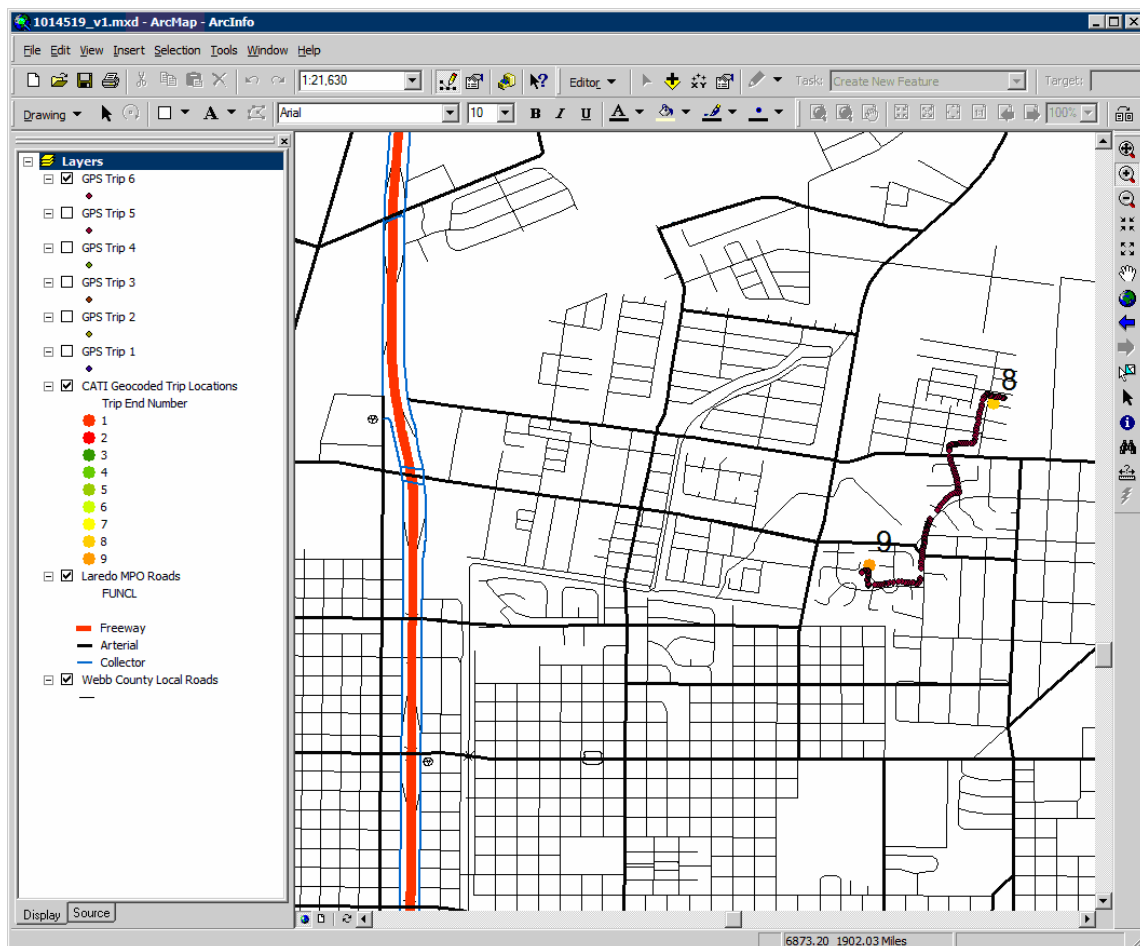 1014519_v1.mxd - ArcMap - ArcInfo
File Edit View Insert Selection Tools Window Help
1:21,630 Editor Task: Create New Feature Target:
Drawing A Arial 10 B I U A 100%
Layers
GPS Trip 6
GPS Trip 5
GPS Trip 4
GPS Trip 3
GPS Trip 2
GPS Trip 1
CATI Geocoded Trip Locations
Trip End Number
1
2
3
4
5
6
7
8
9
Laredo MPO Roads
FUNCL
Freeway
Arterial
Collector
Webb County Local Roads
8
9
Display Source
6873.20 1902.03 Miles